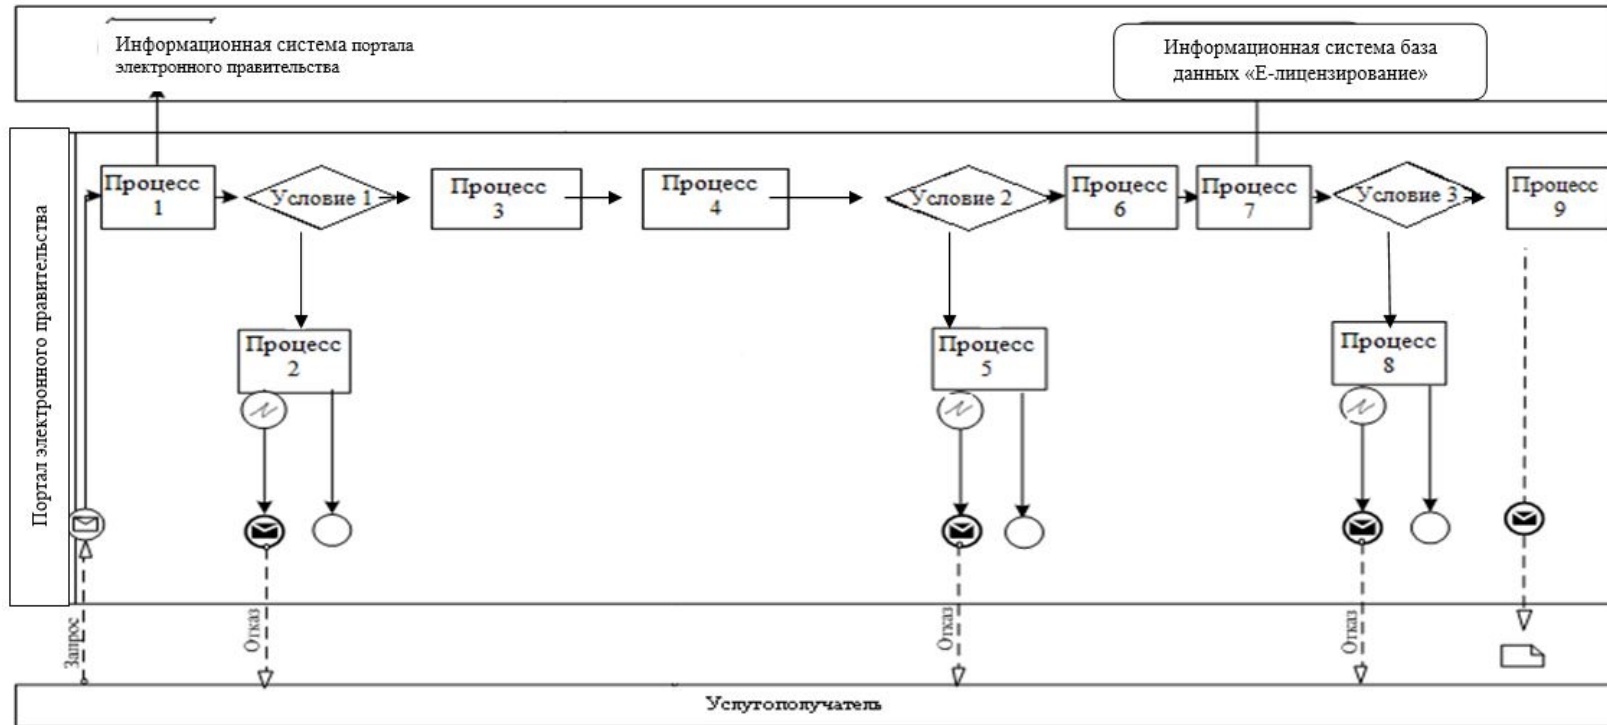 Информационная система портала
электронного правительства
Информационная система база
данных «Е-лицензирование»
Портал электронного правительства
Процесс
1
Условие 1
Процесс
3
Процесс
4
Условие 2
Процесс
6
Процесс
7
Условие 3
Процесс
9
Процесс
2
Процесс
5
Процесс
8
Запрос
Отказ
Отказ
Отказ
Услугополучатель